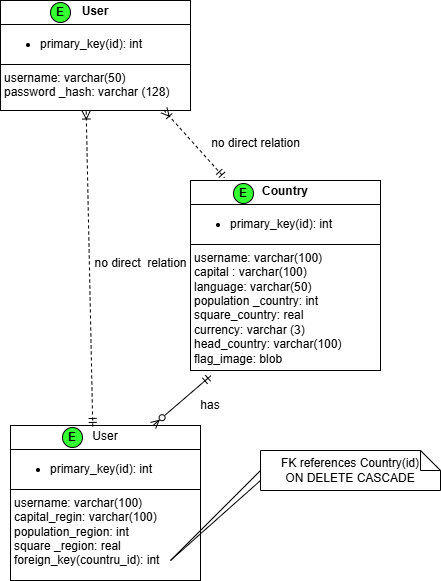 E User
primary_key(id): int
username: varchar(50)
password _hash: varchar (128)
no direct relation
E Country
primary_key(id): int
username: varchar(100)
capital : varchar(100)
language: varchar(50)
population _country: int
square_country: real
currency: varchar (3)
head_country: varchar(100)
flag_image: blob
no direct relation
has
E User
primary_key(id): int
username: varchar(100)
capital_regin: varchar(100)
population_region: int
square _region: real
foreign_key(countru_id): int
FK references Country(id)
ON DELETE CASCADE